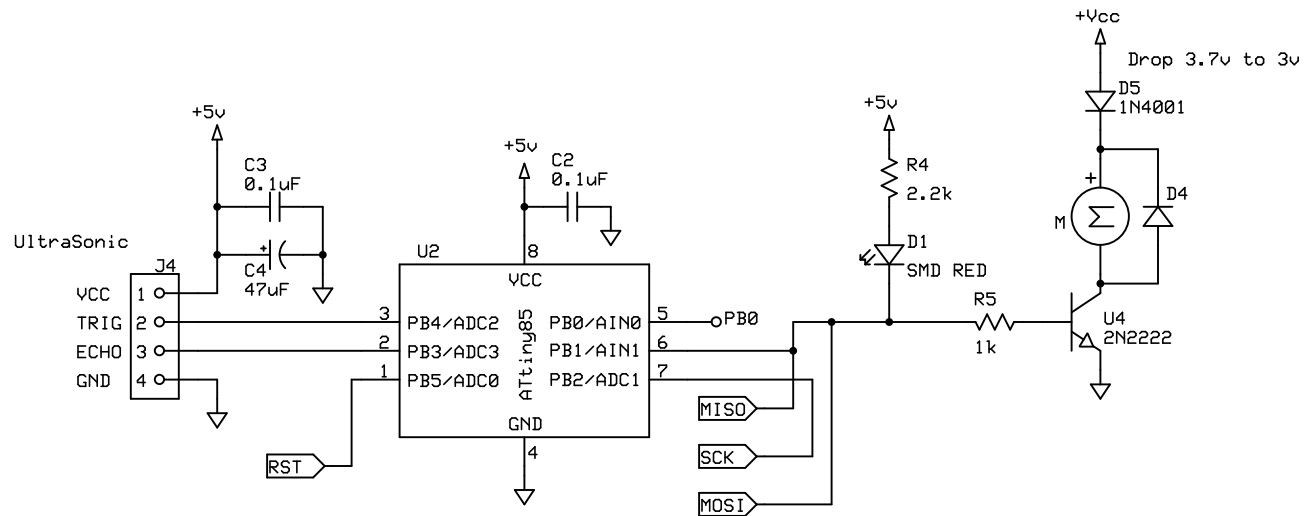 +Vcc
Drop 3.7v to 3v
D5
1N4001
+5v
C3
0.1uF
+5v
C2
0.1uF
+5v
R4
2.2k
+
M
Σ
D4
UltraSonic
+
C4
47uF
J4
VCC 1
TRIG 2
ECHO 3
GND 4
U2
8
VCC
3 PB4/ADC2
2 PB3/ADC3
1 PB5/ADC0
ATtiny85
PB0/AIN0 5
PB1/AIN1 6
PB2/ADC1 7
GND
4
PB0
D1
SMD RED
R5
1k
U4
2N2222
RST
MISO
SCK
MOSI